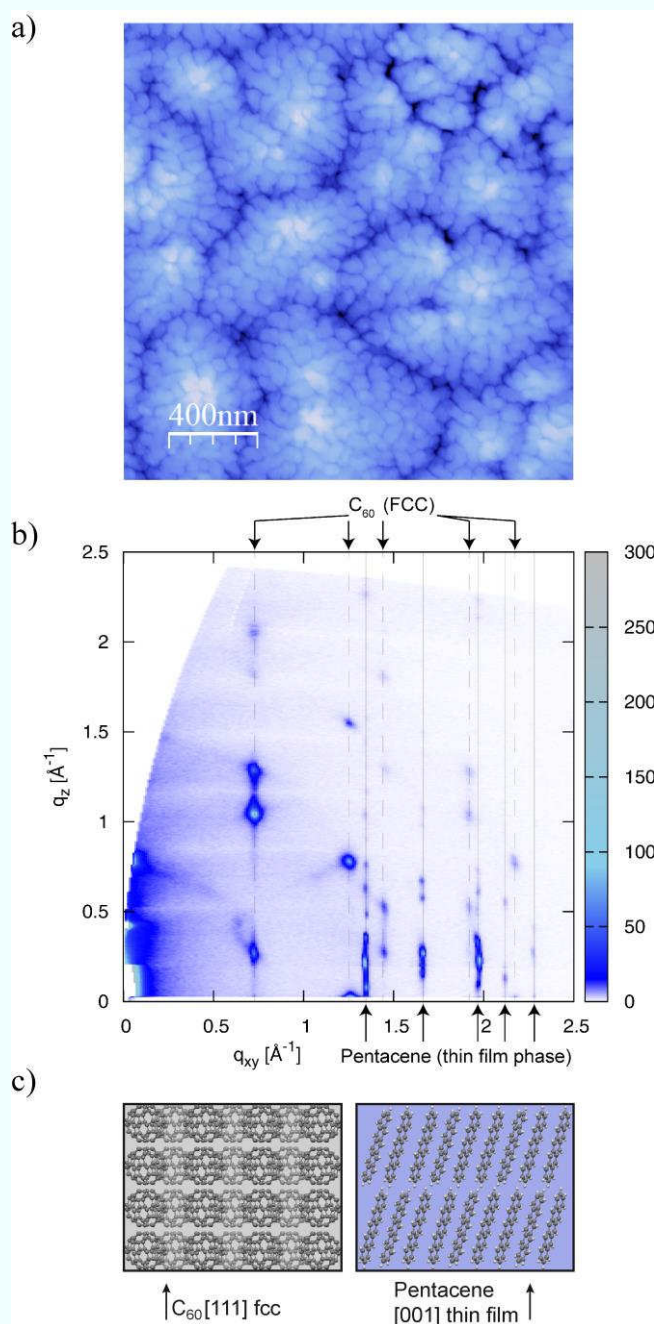 a)
400nm
b)
C₆₀ (FCC)
2.5
2
1.5
1
0.5
0
qz [Å⁻¹]
0 0.5 1 1.5 2 2.5
qxy [Å⁻¹]
Pentacene (thin film phase)
300
250
200
150
100
50
0
c)
C₆₀[111] fcc
Pentacene
[001] thin film